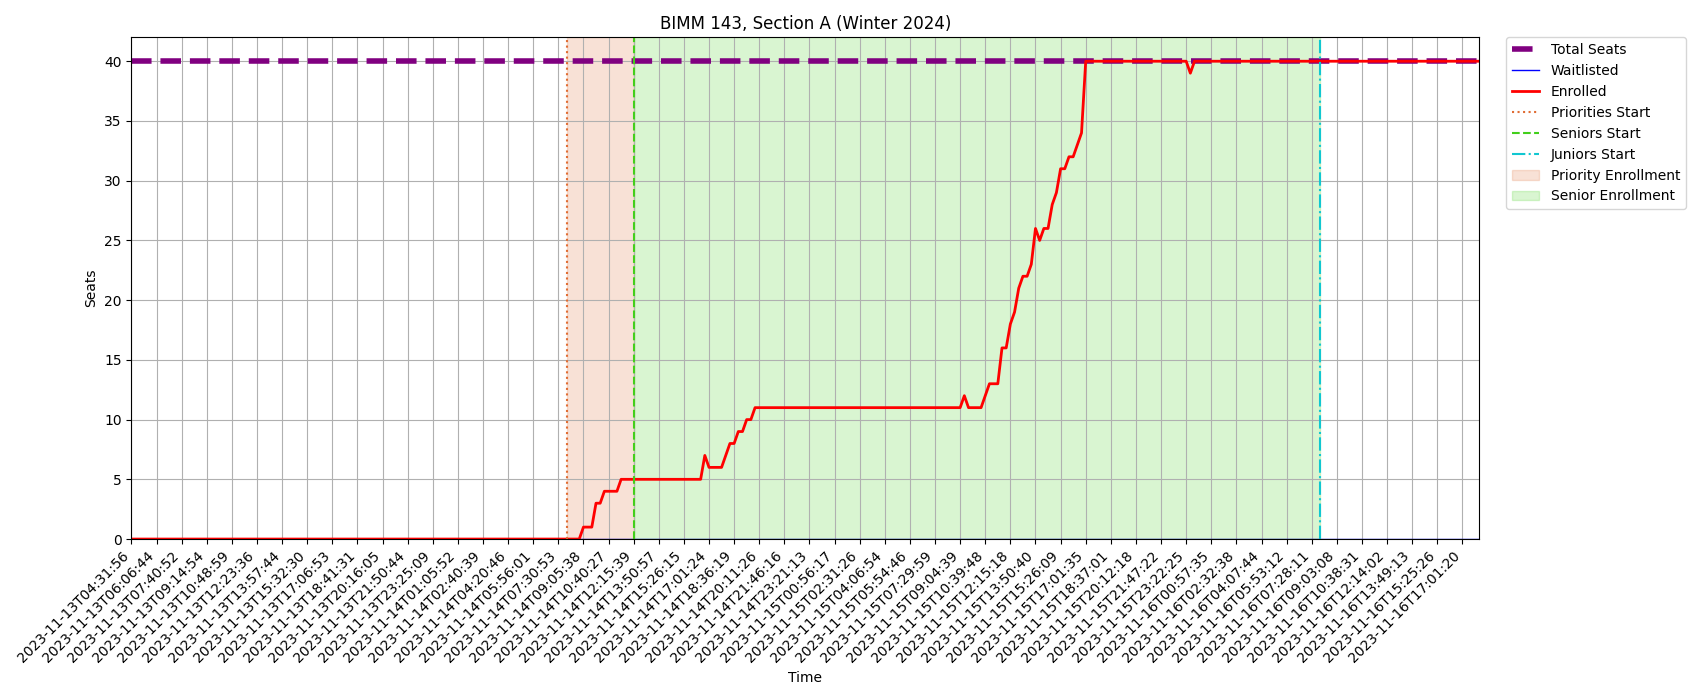 BIMM 143, Section A (Winter 2024)
40
35
30
25
20
15
10
5
0
Seats
Total Seats
Waitlisted
Enrolled
Priorities Start
Seniors Start
Juniors Start
Priority Enrollment
Senior Enrollment
2023-11-13T04:31:56
2023-11-13T06:06:44
2023-11-13T07:40:52
2023-11-13T09:14:54
2023-11-13T10:48:59
2023-11-13T12:23:36
2023-11-13T13:57:44
2023-11-13T15:32:30
2023-11-13T17:06:53
2023-11-13T18:41:31
2023-11-13T20:16:05
2023-11-13T21:50:44
2023-11-13T23:25:09
2023-11-14T01:05:52
2023-11-14T02:40:39
2023-11-14T04:20:46
2023-11-14T05:56:01
2023-11-14T07:30:53
2023-11-14T09:05:38
2023-11-14T10:40:27
2023-11-14T12:15:39
2023-11-14T13:50:57
2023-11-14T15:26:15
2023-11-14T17:01:24
2023-11-14T18:36:19
2023-11-14T20:11:26
2023-11-14T21:46:16
2023-11-14T23:21:13
2023-11-15T00:56:17
2023-11-15T02:31:26
2023-11-15T04:06:54
2023-11-15T05:54:46
2023-11-15T07:29:59
2023-11-15T09:04:39
2023-11-15T10:39:48
2023-11-15T12:15:18
2023-11-15T13:50:40
2023-11-15T15:26:09
2023-11-15T17:01:35
2023-11-15T18:37:01
2023-11-15T20:12:18
2023-11-15T21:47:22
2023-11-15T23:22:25
2023-11-16T00:57:35
2023-11-16T02:32:38
2023-11-16T04:07:44
2023-11-16T05:53:12
2023-11-16T07:28:11
2023-11-16T09:03:08
2023-11-16T10:38:31
2023-11-16T12:14:02
2023-11-16T13:49:13
2023-11-16T15:25:26
2023-11-16T17:01:20
Time